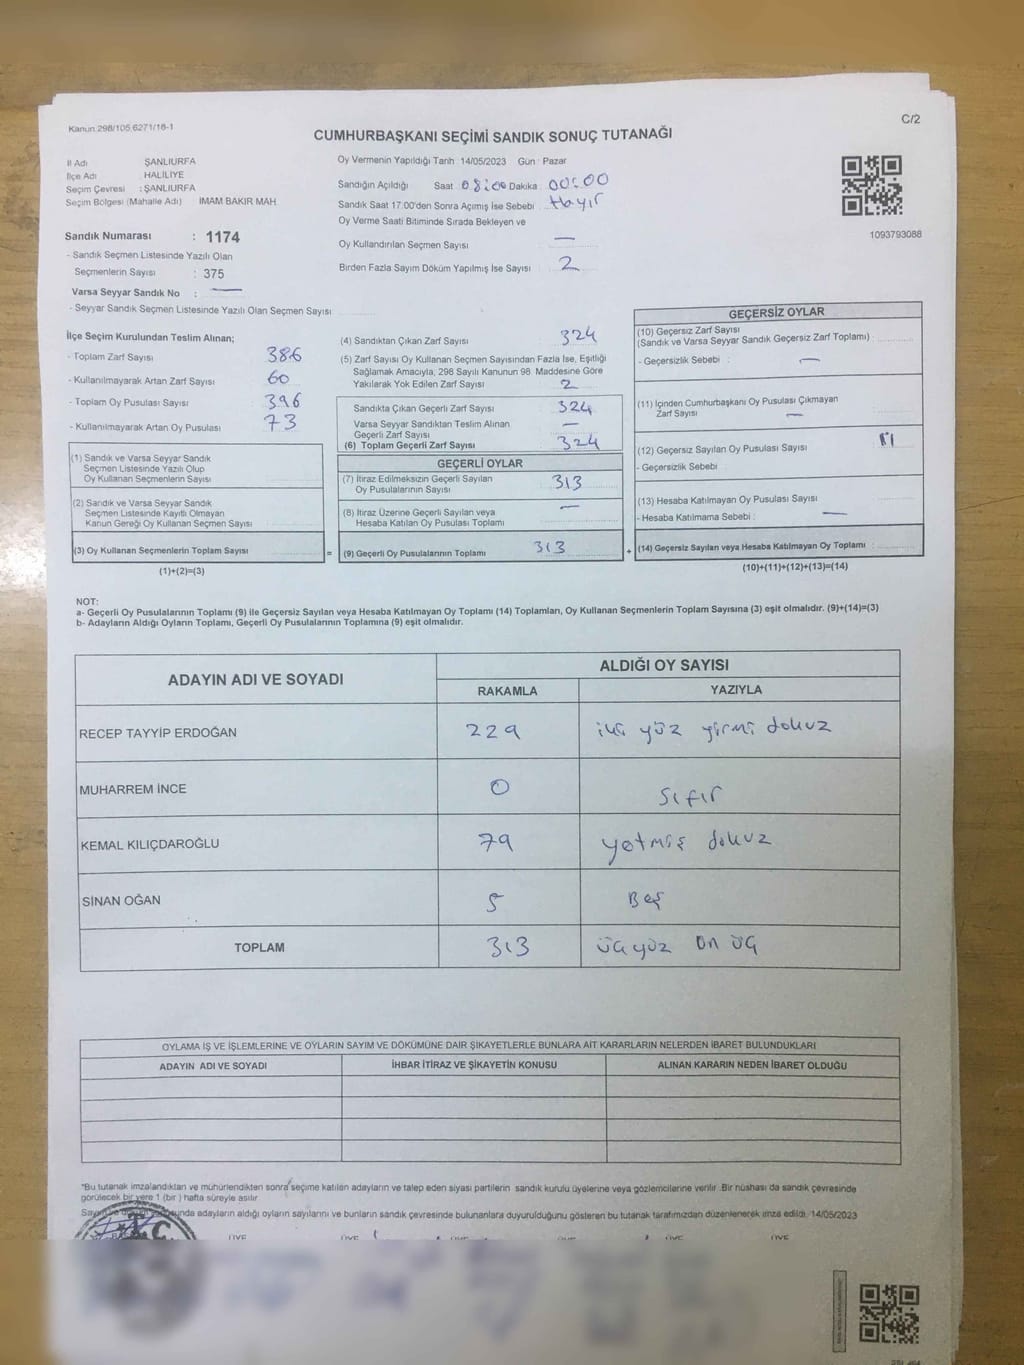 Kanun.298/105,6271/16-1
C/2
CUMHURBAŞKANI SEÇİMİ SANDIK SONUÇ TUTANAĞI
İl Adı ŞANLIURFA
İlçe Adı HALİLİYE
Seçim Çevresi : ŞANLIURFA
Seçim Bölgesi (Mahalle Adı) IMAM BAKIR MAH.
Sandık Numarası : 1174
- Sandık Seçmen Listesinde Yazılı Olan
Seçmenlerin Sayısı : 375
Varsa Seyyar Sandık No : —
- Seyyar Sandık Seçmen Listesinde Yazılı Olan Seçmen Sayısı
Oy Vermenin Yapıldığı Tarih 14/05/2023 Gün : Pazar
Sandığın Açıldığı Saat 08:00 Dakika 00:00
Sandık Saat 17:00'den Sonra Açımış İse Sebebi Hayır
Oy Verme Saati Bitiminde Sırada Bekleyen ve
Oy Kullandırılan Seçmen Sayısı —
Birden Fazla Sayım Döküm Yapılmış İse Sayısı 2
1093793088
İlçe Seçim Kurulundan Teslim Alınan;
- Toplam Zarf Sayısı 386
- Kullanılmayarak Artan Zarf Sayısı 60
- Toplam Oy Pusulası Sayısı 396
- Kullanılmayarak Artan Oy Pusulası 73
(1) Sandık ve Varsa Seyyar Sandık
Seçmen Listesinde Yazılı Olup
Oy Kullanan Seçmenlerin Sayısı
(2) Sandık ve Varsa Seyyar Sandık
Seçmen Listesinde Kayıtlı Olmayan
Kanun Gereği Oy Kullanan Seçmen Sayısı
(3) Oy Kullanan Seçmenlerin Toplam Sayısı
(1)+(2)=(3)
(4) Sandıktan Çıkan Zarf Sayısı 324
(5) Zarf Sayısı Oy Kullanan Seçmen Sayısından Fazla İse, Eşitliği
Sağlamak Amacıyla, 298 Sayılı Kanunun 98. Maddesine Göre
Yakılarak Yok Edilen Zarf Sayısı 2
Sandıkta Çıkan Geçerli Zarf Sayısı 324
Varsa Seyyar Sandıktan Teslim Alınan
Geçerli Zarf Sayısı —
(6) Toplam Geçerli Zarf Sayısı 324
GEÇERLİ OYLAR
(7) İtiraz Edilmeksizin Geçerli Sayılan
Oy Pusulalarının Sayısı 313
(8) İtiraz Üzerine Geçerli Sayılan veya
Hesaba Katılan Oy Pusulası Toplamı —
= (9) Geçerli Oy Pusulalarının Toplamı 313
GEÇERSİZ OYLAR
(10) Geçersiz Zarf Sayısı
(Sandık ve Varsa Seyyar Sandık Geçersiz Zarf Toplamı) :
- Geçersizlik Sebebi : —
(11) İçinden Cumhurbaşkanı Oy Pusulası Çıkmayan
Zarf Sayısı —
(12) Geçersiz Sayılan Oy Pusulası Sayısı
- Geçersizlik Sebebi
(13) Hesaba Katılmayan Oy Pusulası Sayısı
- Hesaba Katılmama Sebebi : —
+ (14) Geçersiz Sayılan veya Hesaba Katılmayan Oy Toplamı :
(10)+(11)+(12)+(13)=(14)
NOT:
a- Geçerli Oy Pusulalarının Toplamı (9) ile Geçersiz Sayılan veya Hesaba Katılmayan Oy Toplamı (14) Toplamları, Oy Kullanan Seçmenlerin Toplam Sayısına (3) eşit olmalıdır. (9)+(14)=(3)
b- Adayların Aldığı Oyların Toplamı, Geçerli Oy Pusulalarının Toplamına (9) eşit olmalıdır.
ADAYIN ADI VE SOYADI
ALDIĞI OY SAYISI
RAKAMLA YAZIYLA
RECEP TAYYİP ERDOĞAN 229 iki yüz yirmi dokuz
MUHARREM İNCE 0 Sıfır
KEMAL KILIÇDAROĞLU 79 yetmiş dokuz
SİNAN OĞAN 5 Beş
TOPLAM 313 üçyüz on üç
OYLAMA İŞ VE İŞLEMLERİNE VE OYLARIN SAYIM VE DÖKÜMÜNE DAİR ŞİKAYETLERLE BUNLARA AİT KARARLARIN NELERDEN İBARET BULUNDUKLARI
ADAYIN ADI VE SOYADI İHBAR İTİRAZ VE ŞİKAYETİN KONUSU ALINAN KARARIN NEDEN İBARET OLDUĞU
*Bu tutanak imzalandıktan ve mühürlendikten sonra seçime katılan adayların ve talep eden siyasi partilerin sandık kurulu üyelerine veya gözlemcilerine verilir. Bir nüshası da sandık çevresinde
görülecek bir yere 1 (bir) hafta süreyle asılır
adayların aldığı oyların sayılarını ve bunların sandık çevresinde bulunanlara duyurulduğunu gösteren bu tutanak tarafımızdan düzenlenerek imza edildi. 14/05/2023